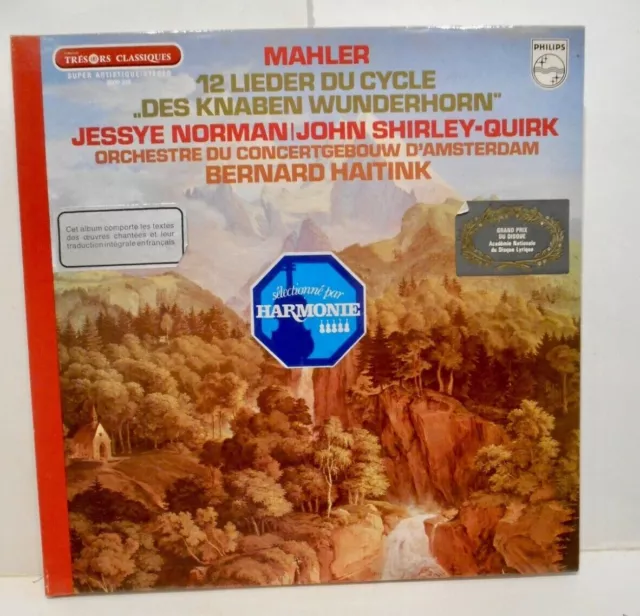 TRÉSORS CLASSIQUES
SUPER ARTISTIQUE-STEREO
MAHLER
12 LIEDER DU CYCLE
„DES KNABEN WUNDERHORN”
JESSYE NORMAN|JOHN SHIRLEY-QUIRK
ORCHESTRE DU CONCERTGEBOUW D'AMSTERDAM
BERNARD HAITINK
PHILIPS
Cet album comporte les textes
des œuvres chantées et leur
traduction intégrale en français
GRAND PRIX
DU DISQUE
Académie Nationale
du Disque Lyrique
sélectionné par
HARMONIE